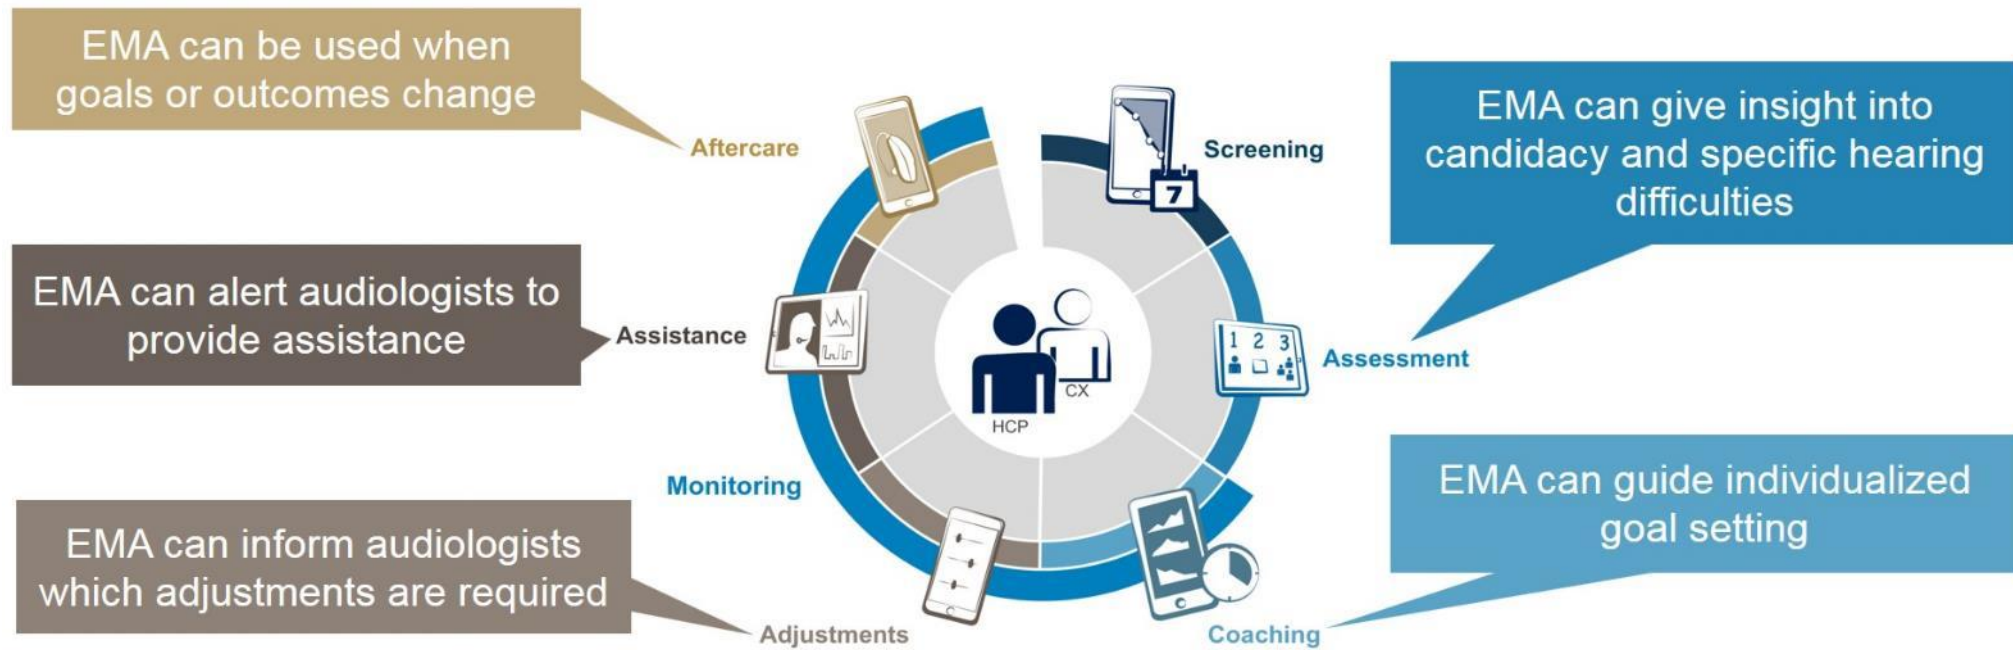 EMA can be used when
goals or outcomes change
Aftercare
EMA can alert audiologists to
provide assistance
Assistance
Monitoring
EMA can inform audiologists
which adjustments are required
Adjustments
HCP
CX
Screening
7
EMA can give insight into
candidacy and specific hearing
difficulties
1 2 3
Assessment
EMA can guide individualized
goal setting
Coaching